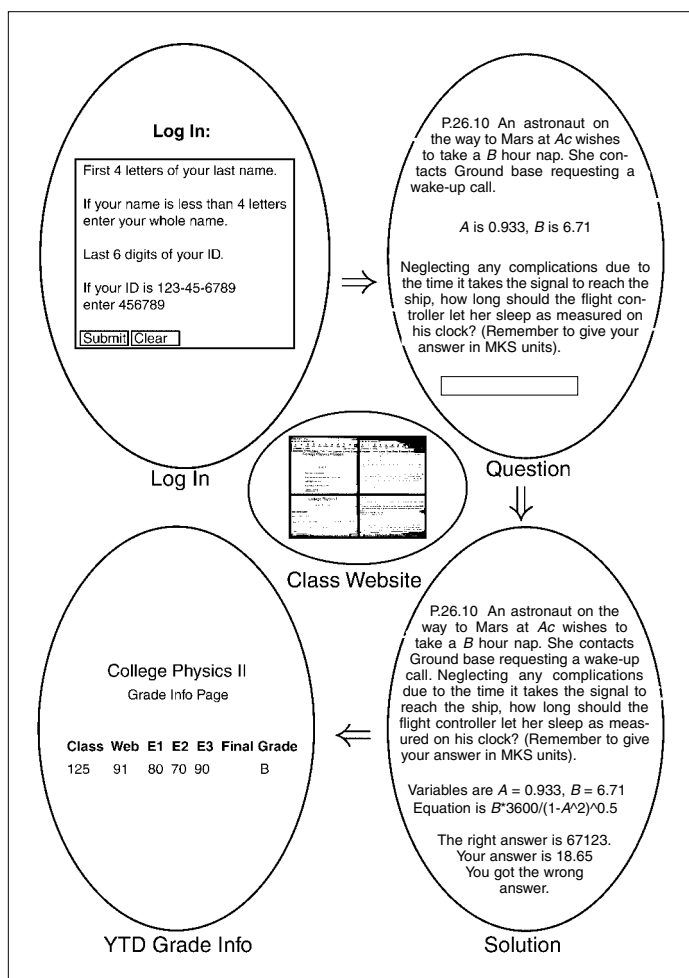 Log In:
First 4 letters of your last name.
If your name is less than 4 letters
enter your whole name.
Last 6 digits of your ID.
If your ID is 123-45-6789
enter 456789
Submit Clear
Log In
P.26.10 An astronaut on
the way to Mars at Ac wishes
to take a B hour nap. She con-
tacts Ground base requesting a
wake-up call.
A is 0.933, B is 6.71
Neglecting any complications due to
the time it takes the signal to reach the
ship, how long should the flight con-
troller let her sleep as measured on
his clock? (Remember to give your
answer in MKS units).
Question
Class Website
P.26.10 An astronaut on the
way to Mars at Ac wishes to
take a B hour nap. She contacts
Ground base requesting a wake-up
call. Neglecting any complications
due to the time it takes the signal to
reach the ship, how long should the
flight controller let her sleep as meas-
ured on his clock? (Remember to give
your answer in MKS units).
Variables are A = 0.933, B = 6.71
Equation is B*3600/(1-A^2)^0.5
The right answer is 67123.
Your answer is 18.65
You got the wrong
answer.
Solution
College Physics II
Grade Info Page
Class Web E1 E2 E3 Final Grade
125 91 80 70 90 B
YTD Grade Info